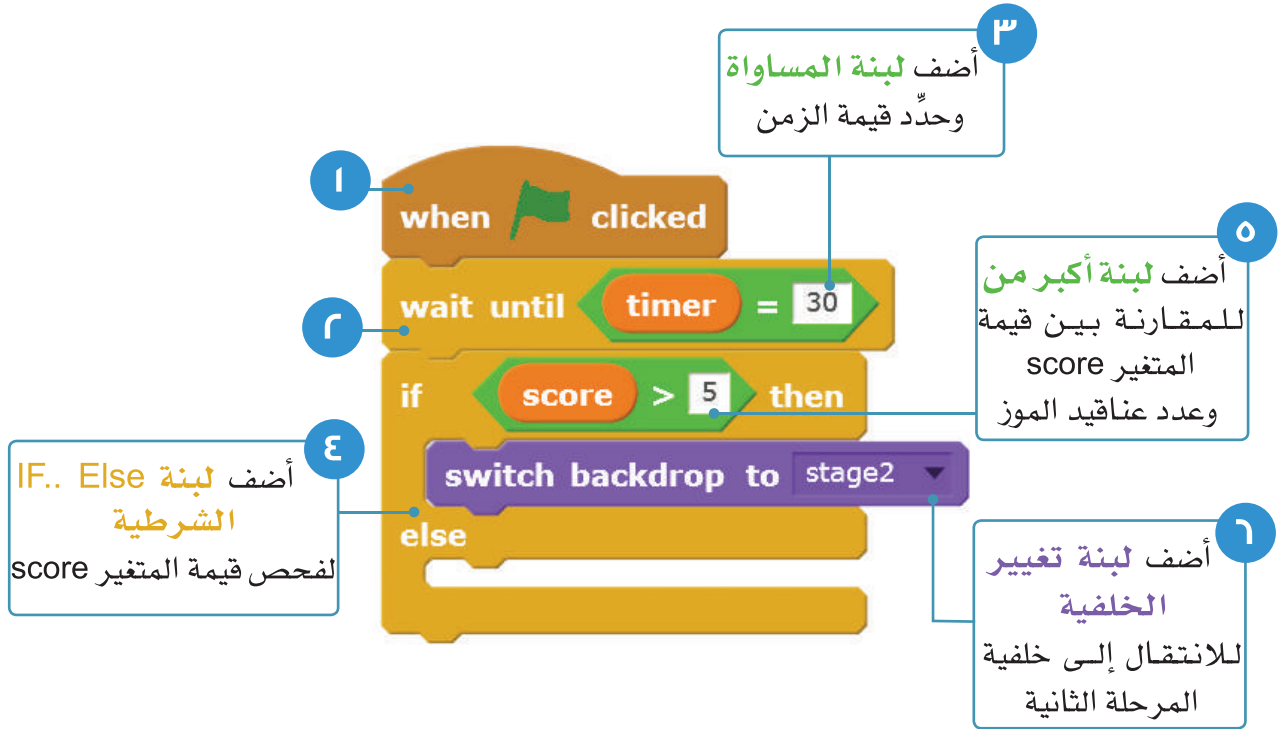 ٣
أضف لبنة المساواة
وحدِّد قيمة الزمن
١
when clicked
٢
wait until timer = 30
٥
أضف لبنة أكبر من
للمقارنة بين قيمة
المتغير score
وعدد عناقيد الموز
if score > 5 then
٤
أضف لبنة IF.. Else
الشرطية
لفحص قيمة المتغير score
switch backdrop to stage2
else
٦
أضف لبنة تغيير
الخلفية
للانتقال إلى خلفية
المرحلة الثانية